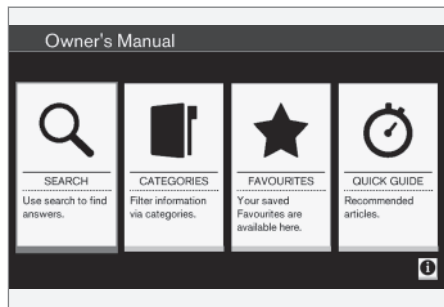 Owner's Manual
SEARCH
Use search to find
answers.
CATEGORIES
Filter information
via categories.
FAVOURITES
Your saved
Favourites are
available here.
QUICK GUIDE
Recommended
articles.